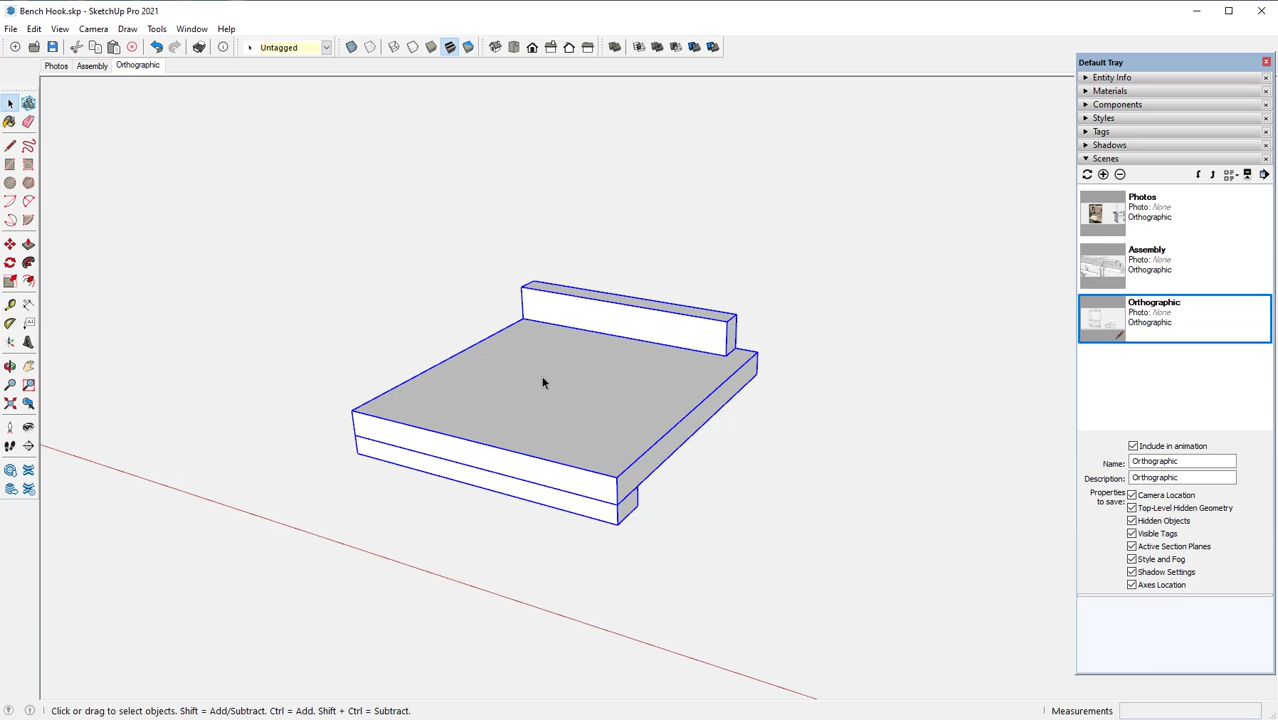 Bench Hook.skp - SketchUp Pro 2021
File Edit View Camera Draw Tools Window Help
Untagged
Photos Assembly Orthographic
Default Tray
Entity Info
Materials
Components
Styles
Tags
Shadows
Scenes
Photos
Photo: None
Orthographic
Assembly
Photo: None
Orthographic
Orthographic
Photo: None
Orthographic
Include in animation
Name: Orthographic
Description: Orthographic
Properties to save:
Camera Location
Top-Level Hidden Geometry
Hidden Objects
Visible Tags
Active Section Planes
Style and Fog
Shadow Settings
Axes Location
Click or drag to select objects. Shift = Add/Subtract. Ctrl = Add. Shift + Ctrl = Subtract.
Measurements